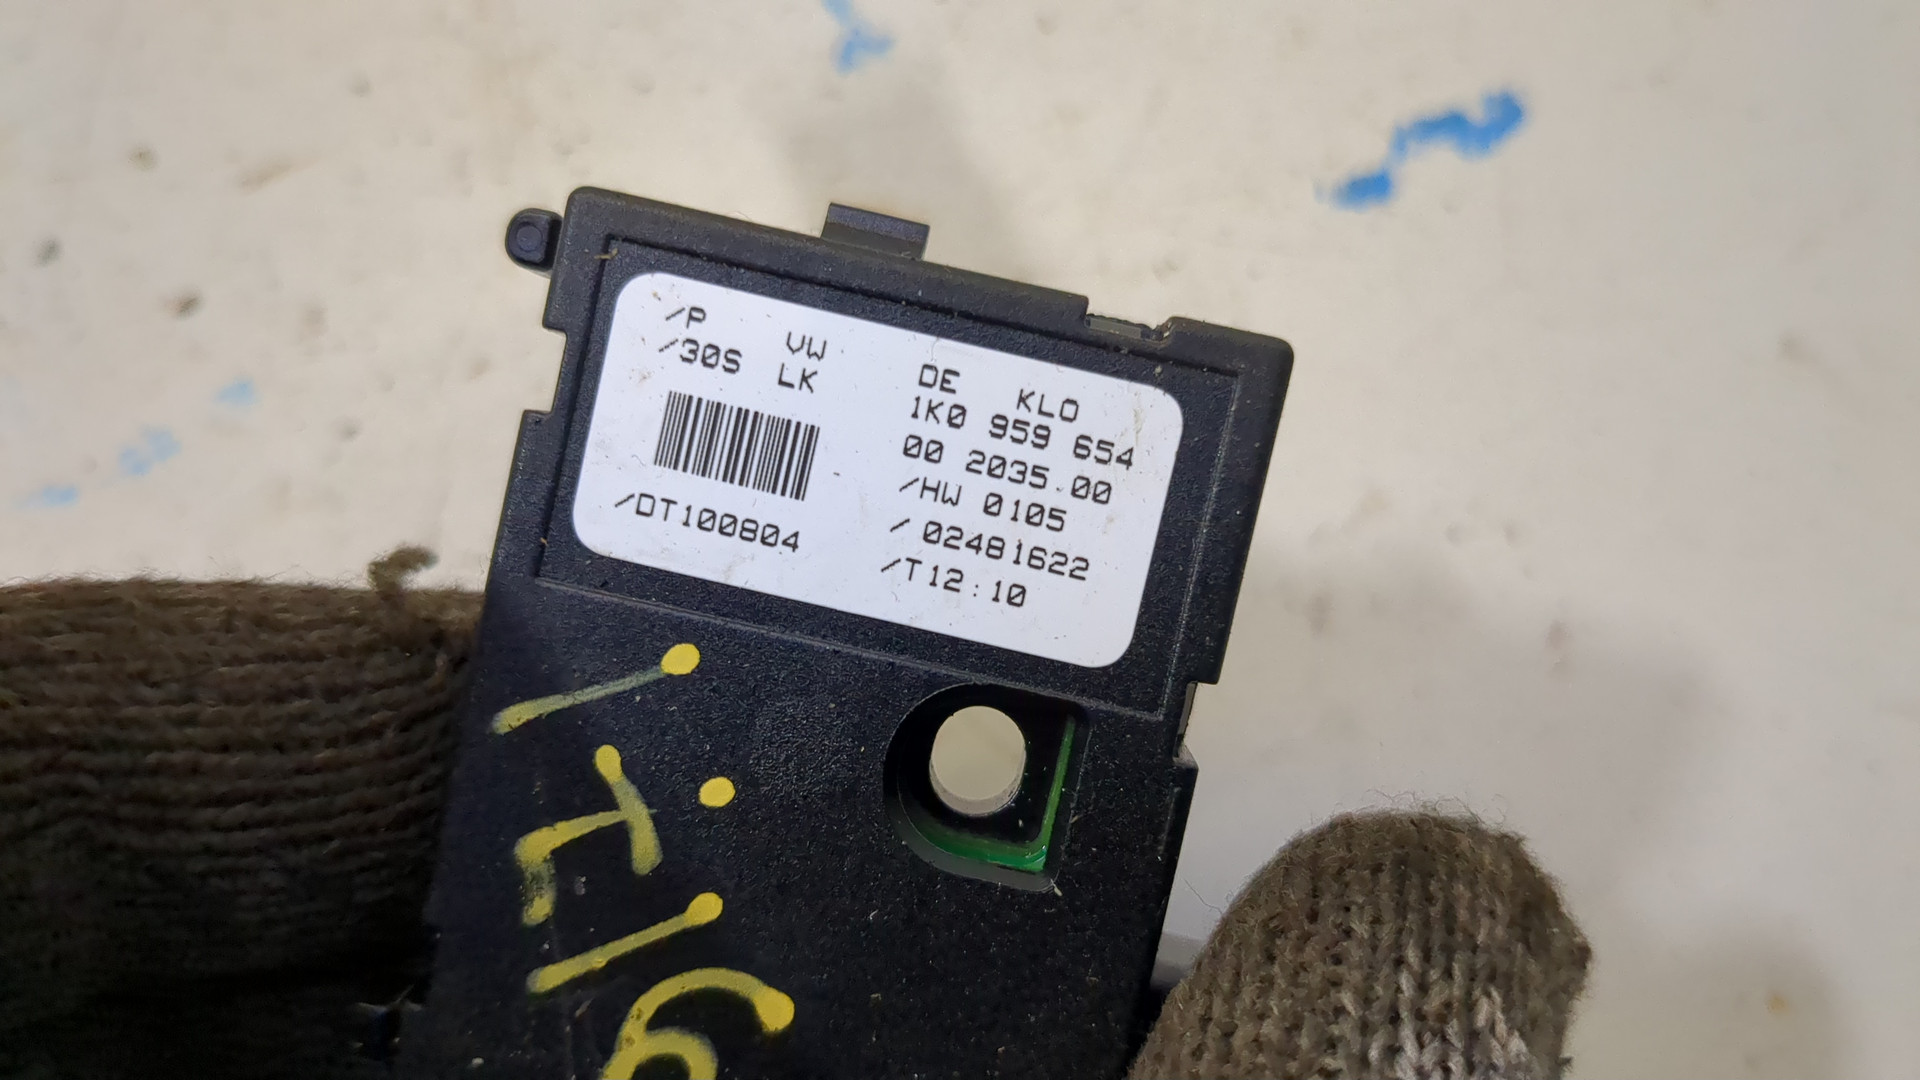 /P VW DE KLO
/30S LK 1K0 959 654
00 2035.00
/HW 0105
/DT100804 / 02481622
/T12:10